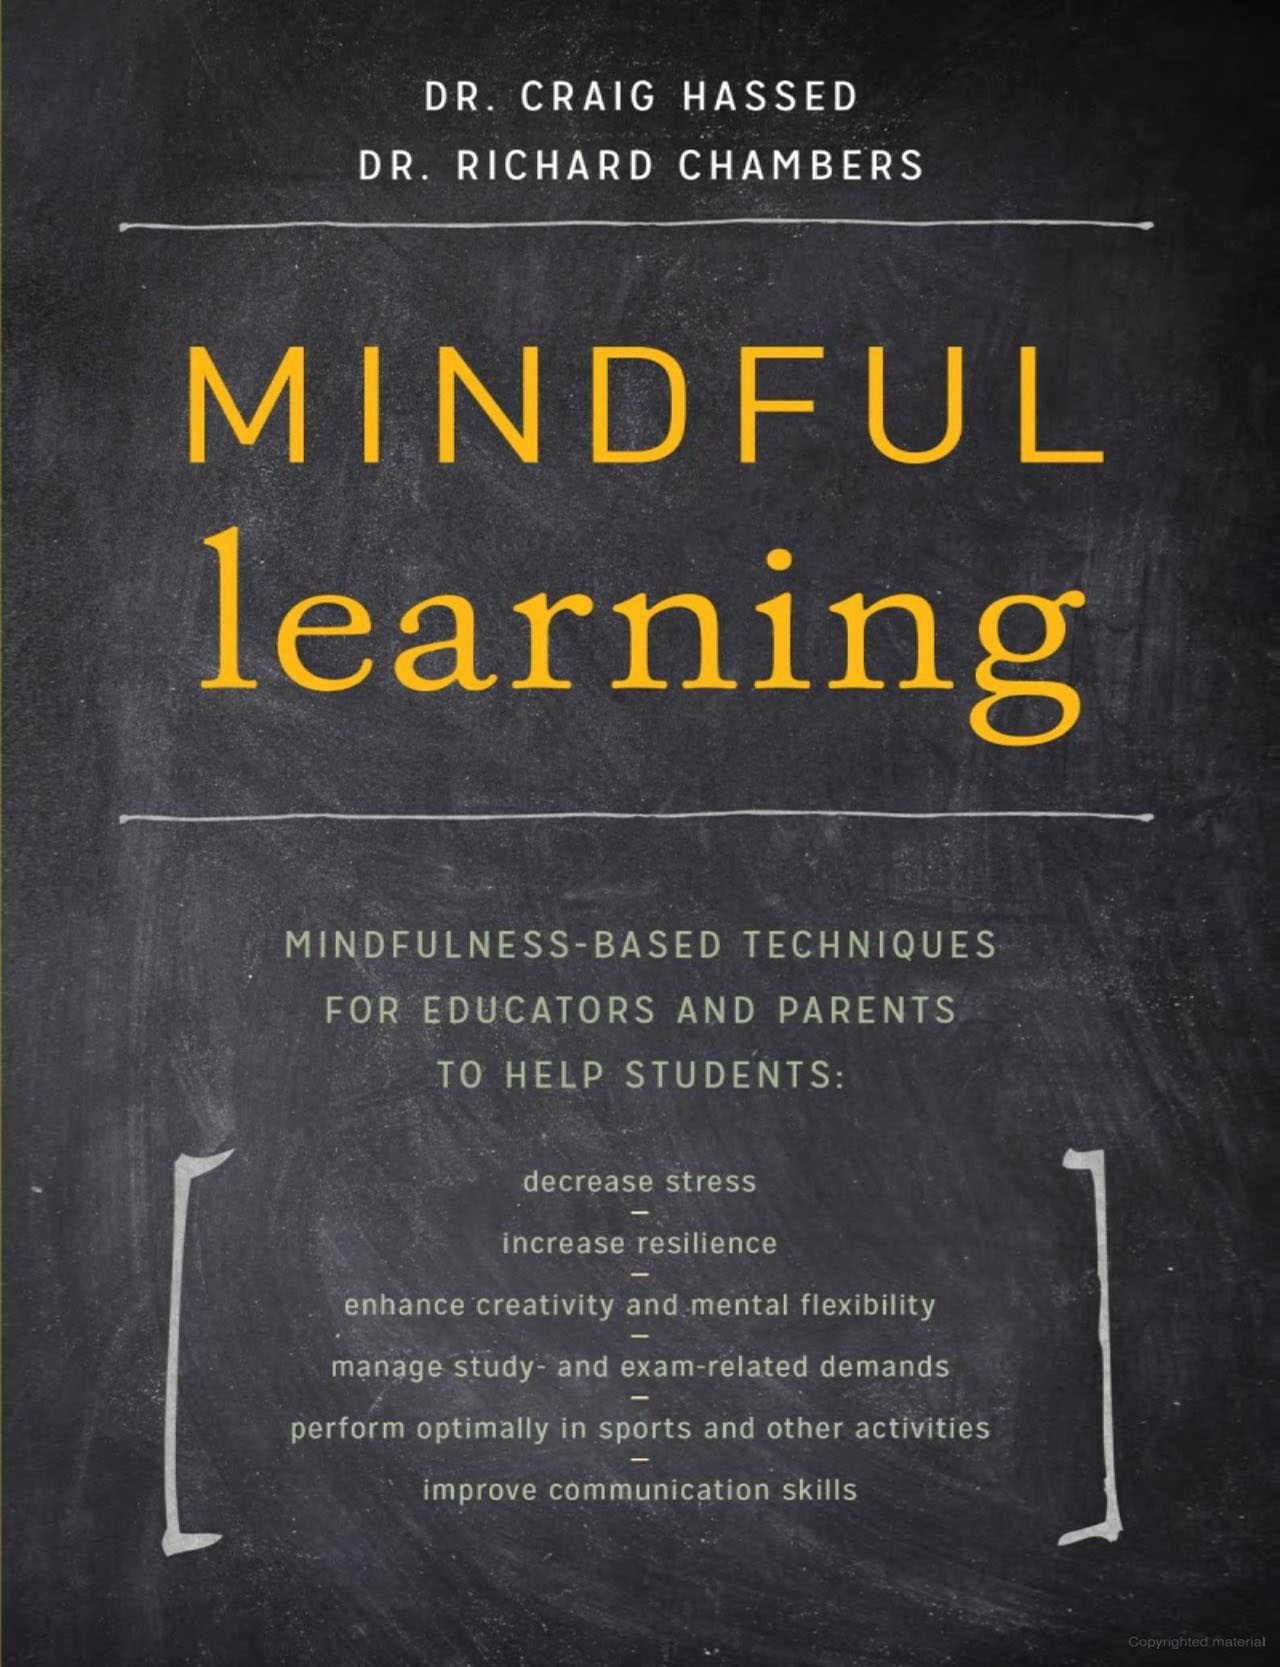 DR. CRAIG HASSED
DR. RICHARD CHAMBERS
MINDFUL
learning
MINDFULNESS-BASED TECHNIQUES
FOR EDUCATORS AND PARENTS
TO HELP STUDENTS:
decrease stress
–
increase resilience
–
enhance creativity and mental flexibility
–
manage study- and exam-related demands
–
perform optimally in sports and other activities
–
improve communication skills
Copyrighted material